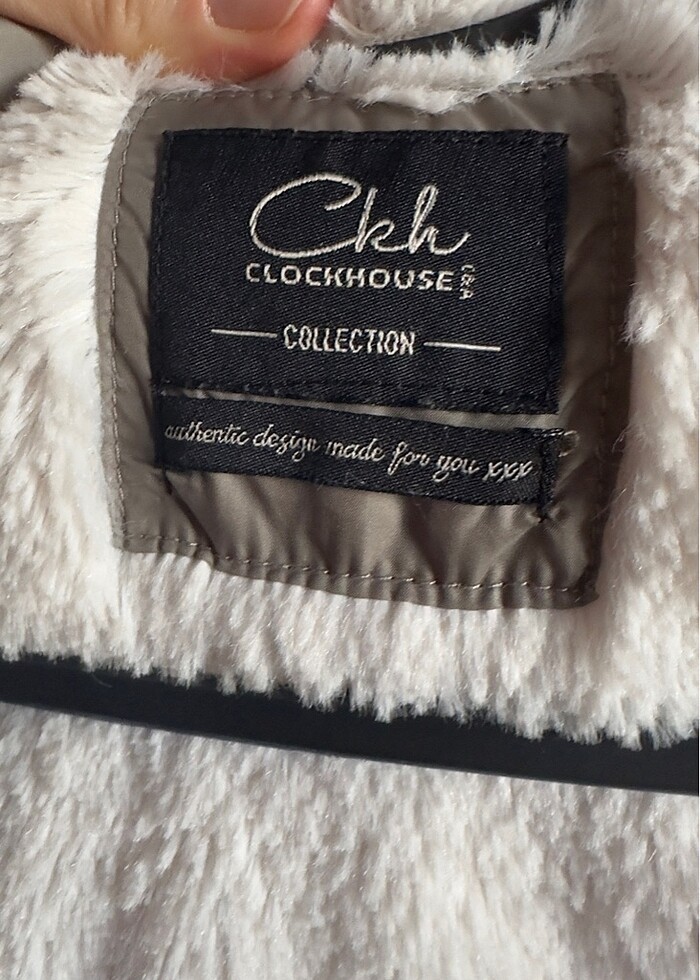 Ckh
CLOCKHOUSE C&A
COLLECTION
authentic design made for you xxx